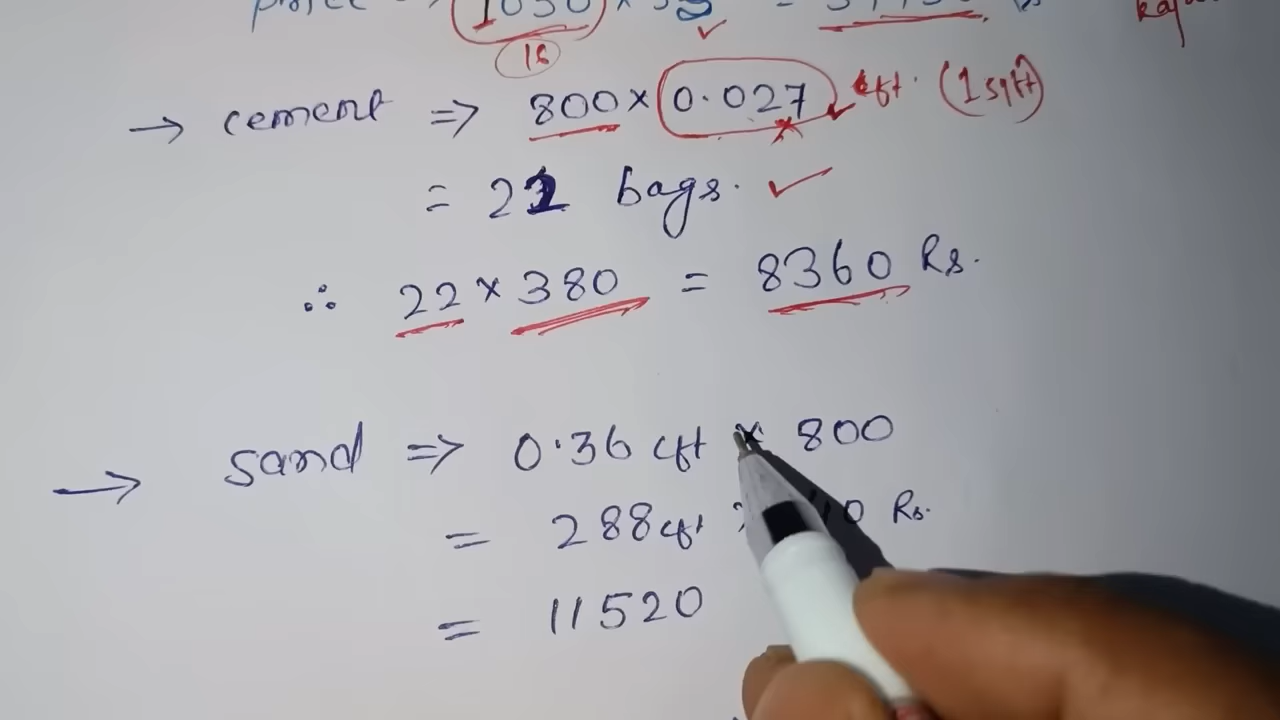 16
→ cement => 800 × 0.027 cft. (1 sqft)
= 22 bags.
∴ 22 × 380 = 8360 Rs.
→ sand => 0.36 cft × 800
= 288 cft Rs.
= 11520